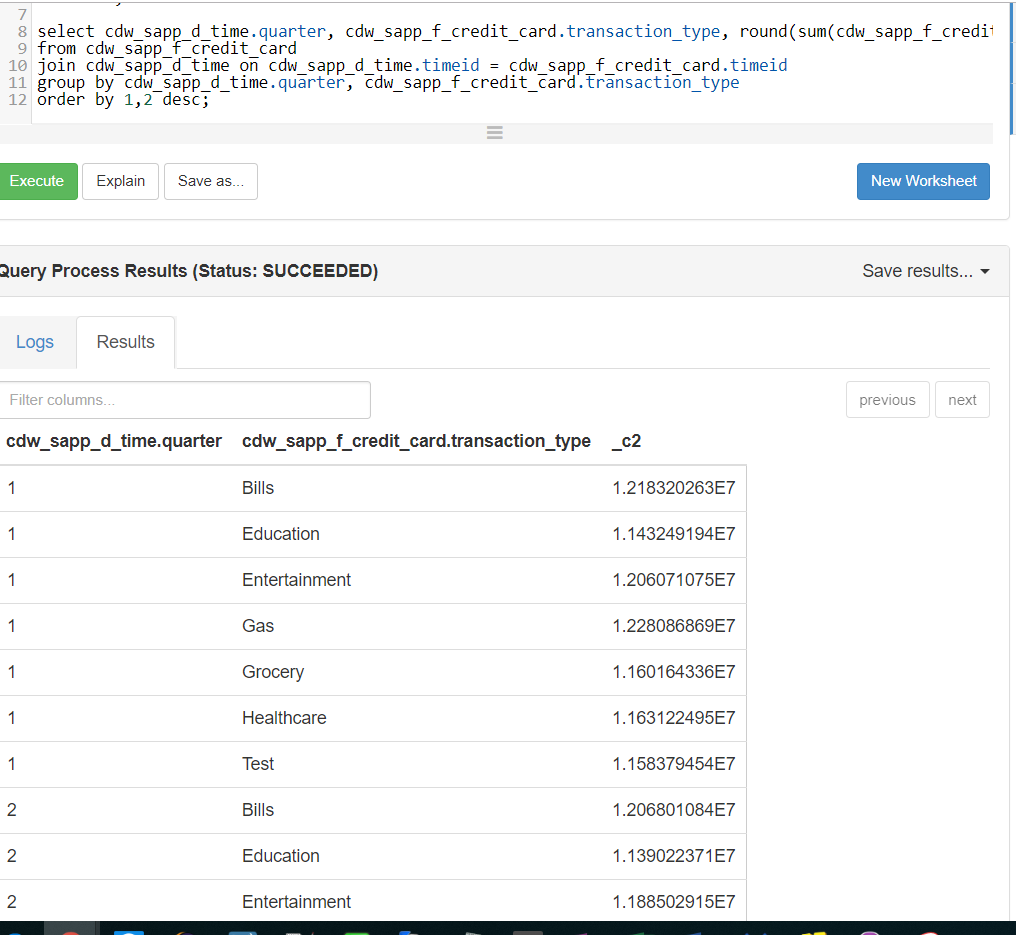 7
8 select cdw_sapp_d_time.quarter, cdw_sapp_f_credit_card.transaction_type, round(sum(cdw_sapp_f_credit
9 from cdw_sapp_f_credit_card
10 join cdw_sapp_d_time on cdw_sapp_d_time.timeid = cdw_sapp_f_credit_card.timeid
11 group by cdw_sapp_d_time.quarter, cdw_sapp_f_credit_card.transaction_type
12 order by 1,2 desc;
Execute Explain Save as... New Worksheet
Query Process Results (Status: SUCCEEDED) Save results...
Logs Results
Filter columns... previous next
cdw_sapp_d_time.quarter cdw_sapp_f_credit_card.transaction_type _c2
1 Bills 1.218320263E7
1 Education 1.143249194E7
1 Entertainment 1.206071075E7
1 Gas 1.228086869E7
1 Grocery 1.160164336E7
1 Healthcare 1.163122495E7
1 Test 1.158379454E7
2 Bills 1.206801084E7
2 Education 1.139022371E7
2 Entertainment 1.188502915E7